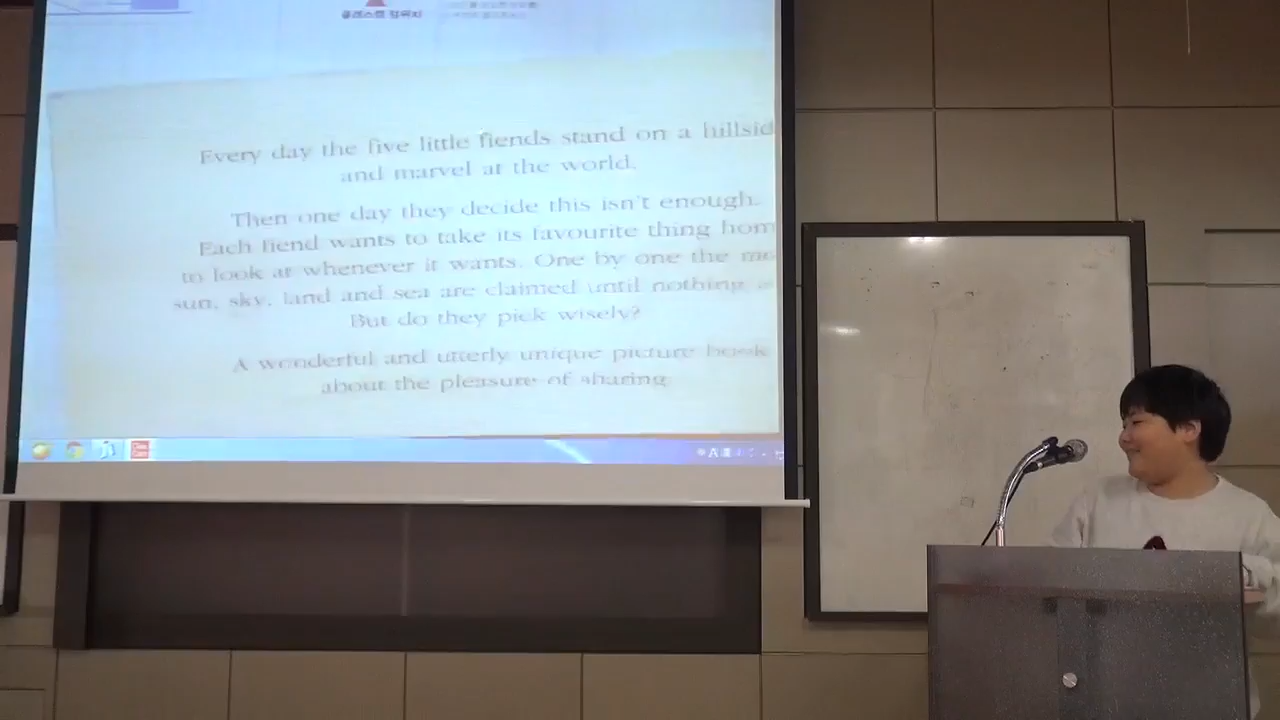 Every day the five little fiends stand on a hillsid
and marvel at the world.
Then one day they decide this isn't enough.
Each fiend wants to take its favourite thing hom
to look at whenever it wants. One by one the mo
sun, sky, land and sea are claimed until nothing
But do they pick wisely?
A wonderful and utterly unique picture book
about the pleasure of sharing
A